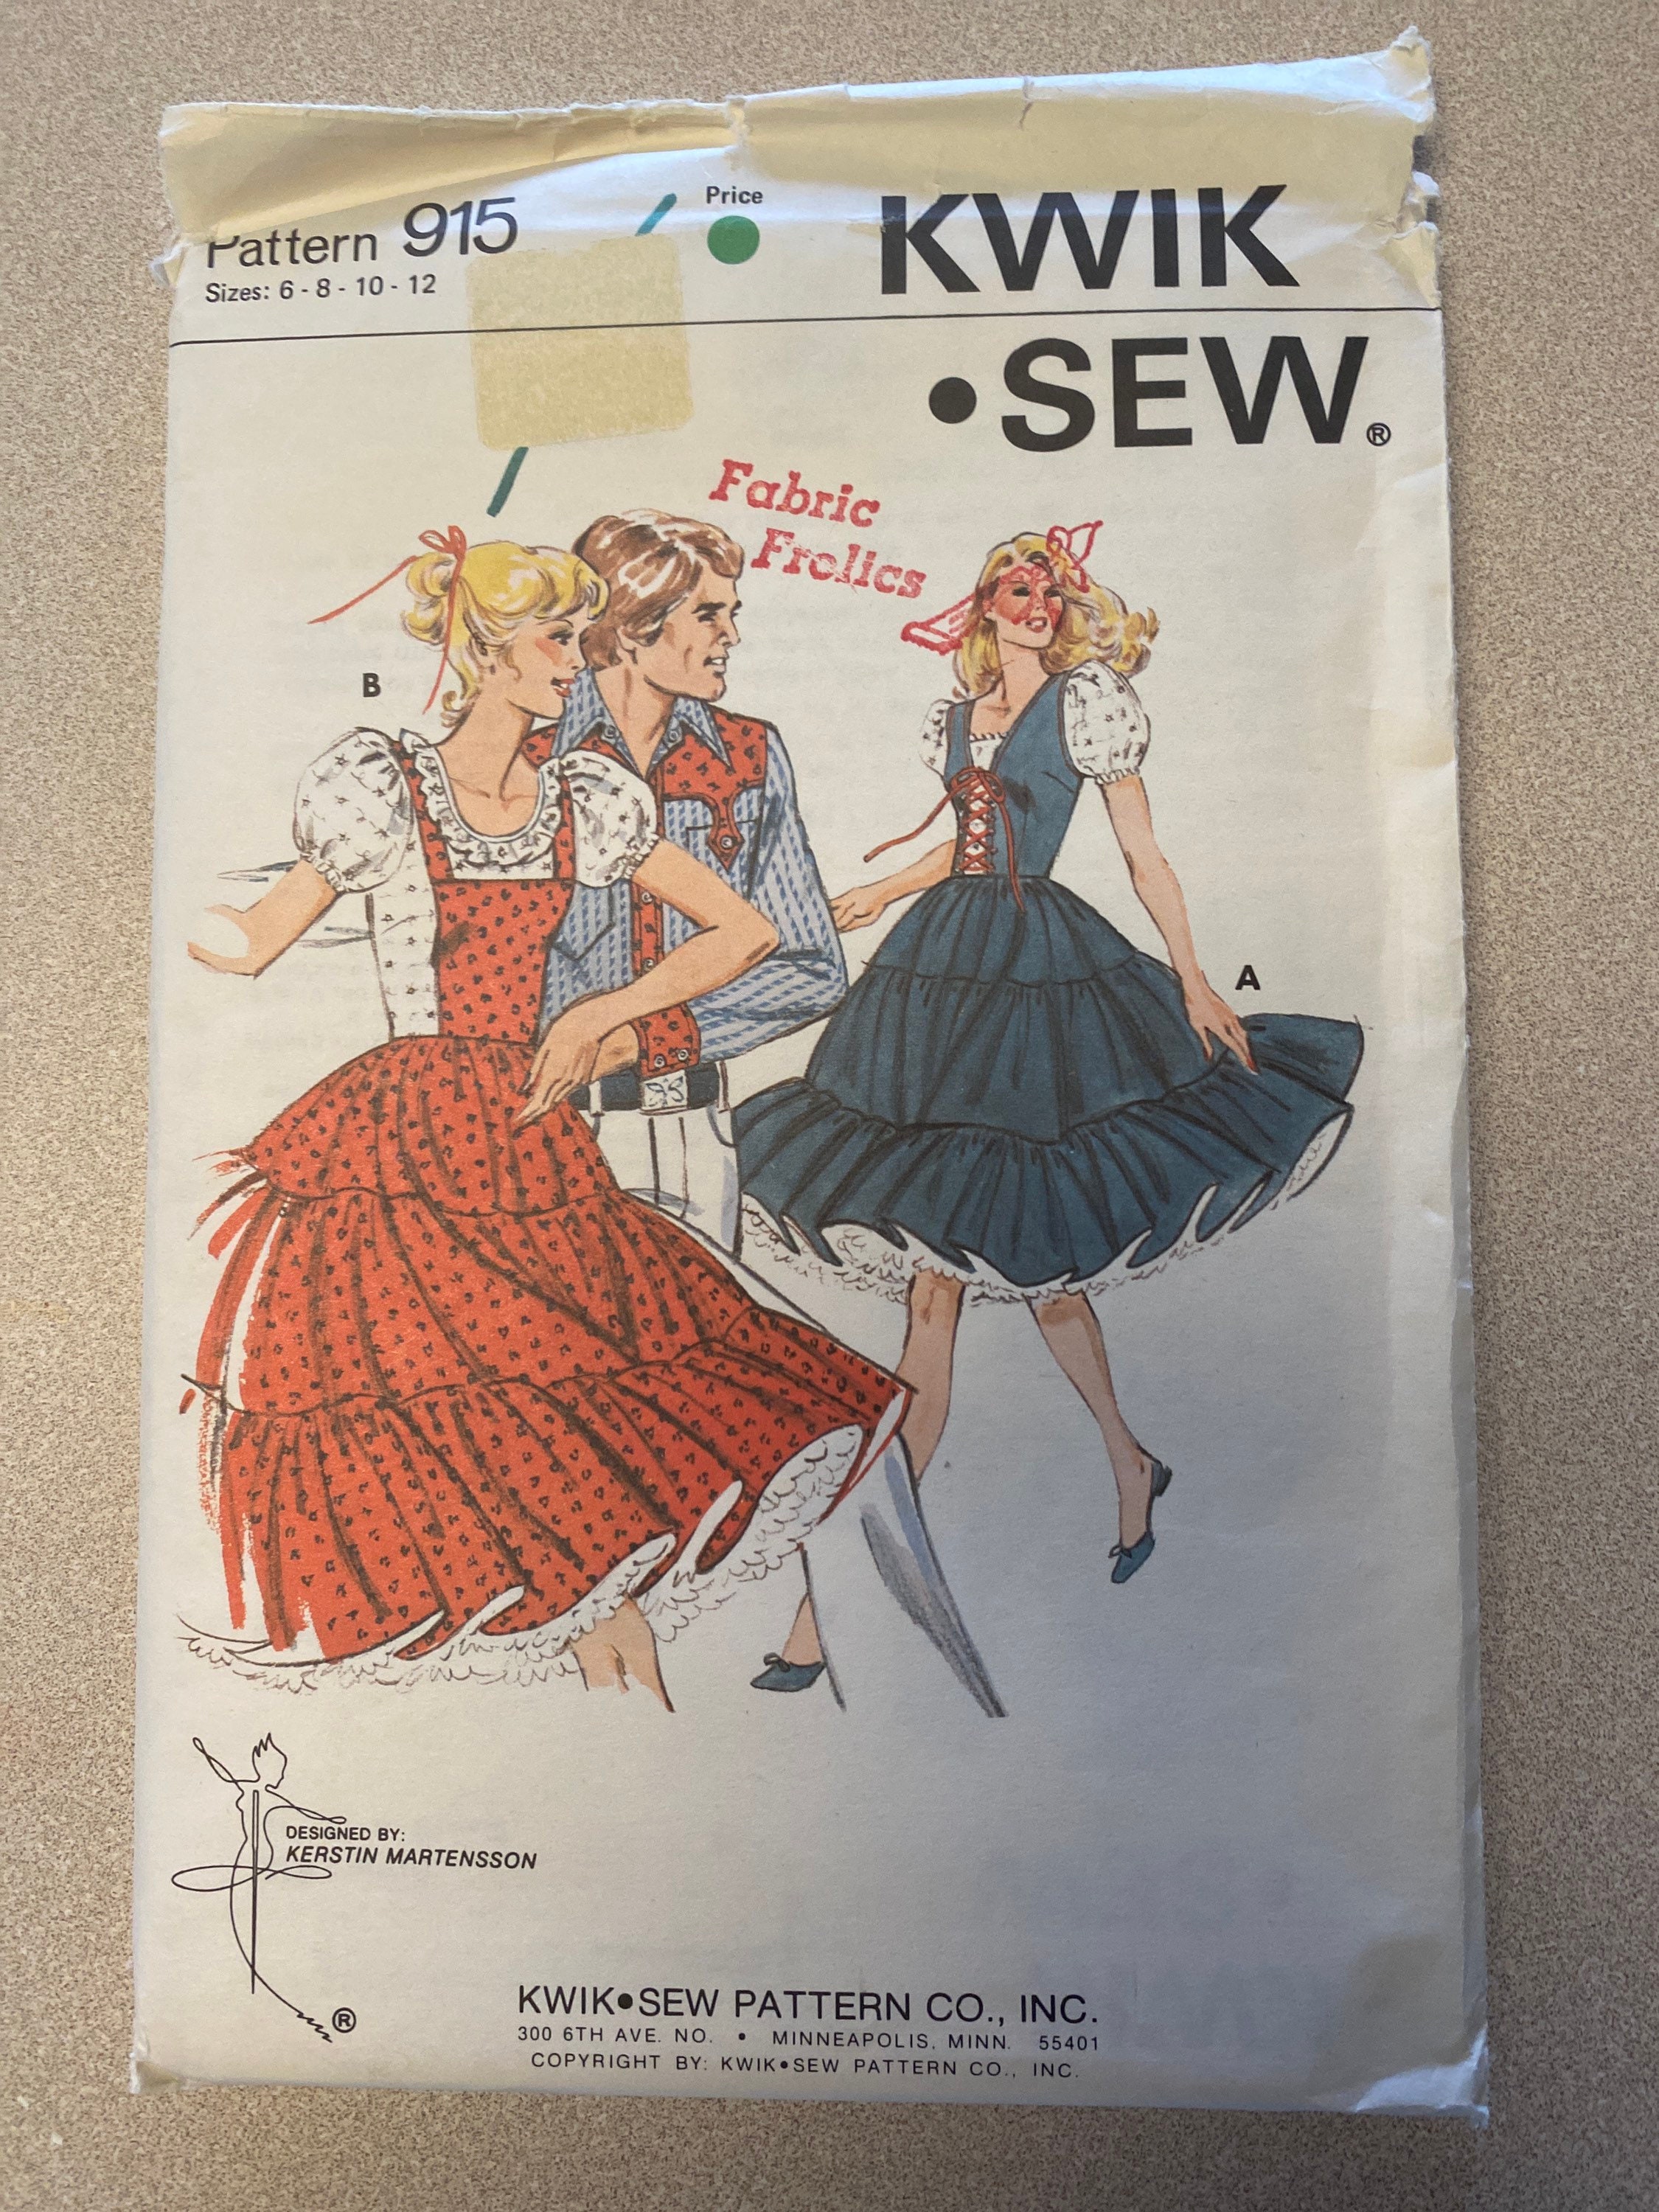 Pattern 915
Sizes: 6 - 8 - 10 - 12
Price
KWIK
•SEW®
Fabric
Frolics
B
A
DESIGNED BY:
KERSTIN MARTENSSON
®
KWIK•SEW PATTERN CO., INC.
300 6TH AVE. NO. • MINNEAPOLIS, MINN. 55401
COPYRIGHT BY: KWIK•SEW PATTERN CO., INC.